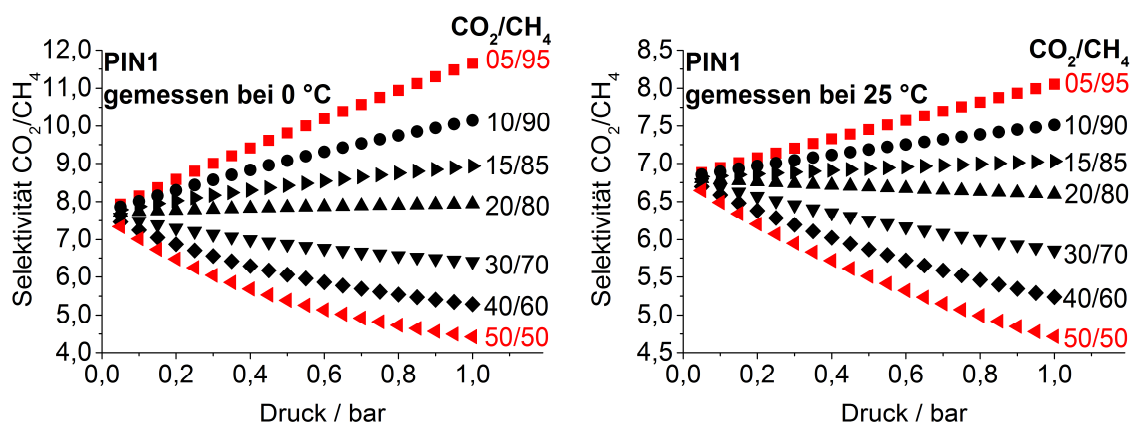 CO₂/CH₄
12,0
11,0
10,0
9,0
8,0
7,0
6,0
5,0
4,0
Selektivität CO₂/CH₄
PIN1
gemessen bei 0 °C
05/95
10/90
15/85
20/80
30/70
40/60
50/50
0,0 0,2 0,4 0,6 0,8 1,0
Druck / bar
CO₂/CH₄
8,5
8,0
7,5
7,0
6,5
6,0
5,5
5,0
4,5
Selektivität CO₂/CH₄
PIN1
gemessen bei 25 °C
05/95
10/90
15/85
20/80
30/70
40/60
50/50
0,0 0,2 0,4 0,6 0,8 1,0
Druck / bar